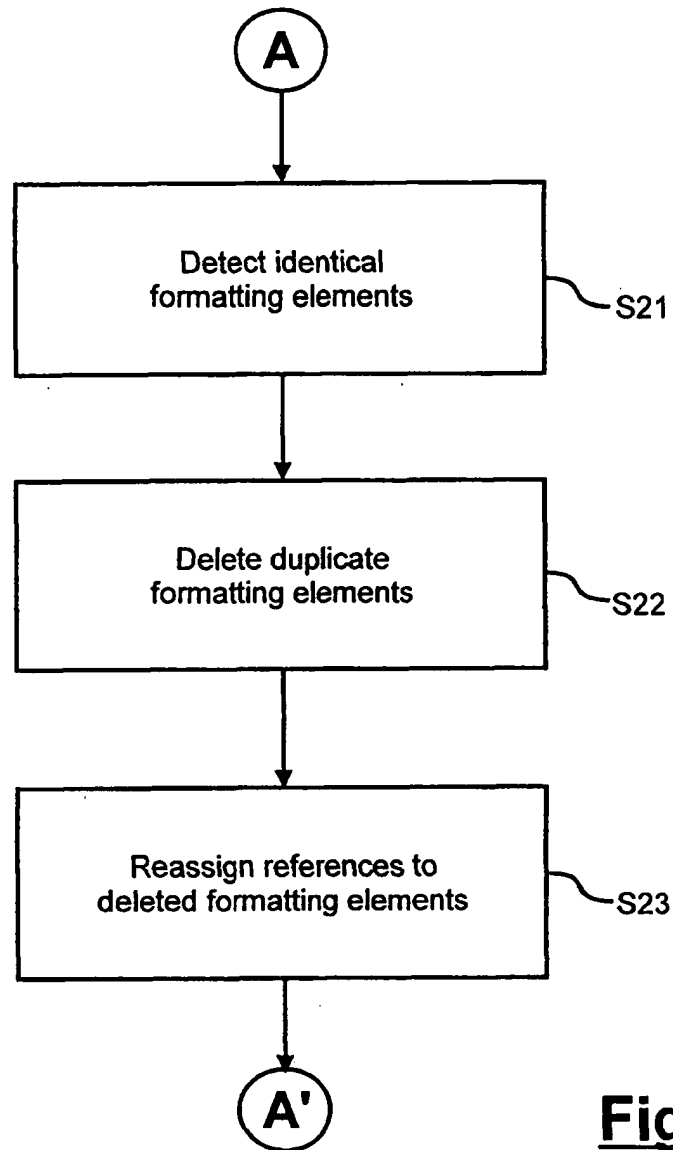 A
Detect identical
formatting elements
S21
Delete duplicate
formatting elements
S22
Reassign references to
deleted formatting elements
S23
A'
Fig